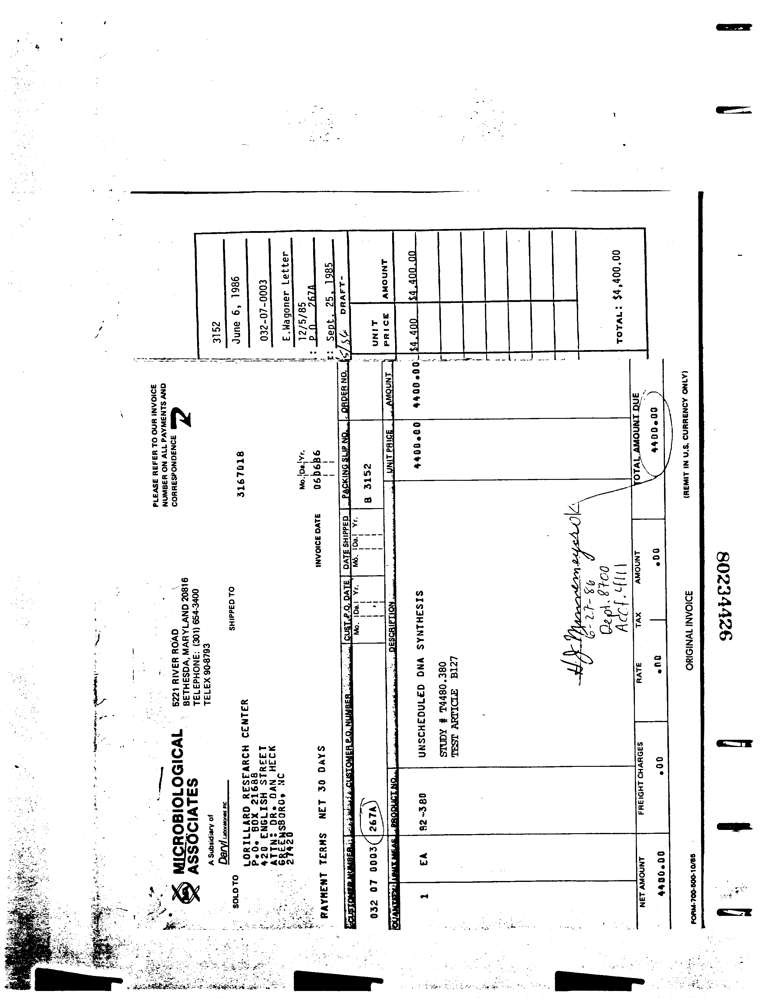 PLEASE REFER TO OUR INVOICE
NUMBER ON ALL PAYMENTS AND
CORRESPONDENCE
MICROBIOLOGICAL
ASSOCIATES
A Subsidiary of
5221 RIVER ROAD
BETHESDA, MARYLAND 20816
TELEPHONE: (301) 654-3400
TELEX 90-8793
SOLD TO
LORILLARD RESEARCH CENTER
P.O. BOX 21688
420 ENGLISH STREET
ATTN: DR. DAN HECK
GREENSBORO, NC
27420
SHIPPED TO
3167018
PAYMENT TERMS NET 30 DAYS
INVOICE DATE
Mo. Da. Yr.
060686
CUSTOMER NUMBER CUSTOMER P.O. NUMBER CUST. P.O. DATE DATE SHIPPED PACKING SLIP NO. ORDER NO.
Mo. Da. Yr. Mo. Da. Yr.
032 07 0003 267A B 3152
QUANTITY UNIT MEAS. PRODUCT NO. DESCRIPTION UNIT PRICE AMOUNT
1 EA 92-380 UNSCHEDULED DNA SYNTHESIS 4400.00 4400.00
STUDY # T4480.380
TEST ARTICLE B127
OK
6-27-86
Dept. 8700
Acct. 4111
NET AMOUNT FREIGHT CHARGES RATE TAX AMOUNT TOTAL AMOUNT DUE
4400.00 .00 .00 .00 4400.00
FORM-700-500-10/85
ORIGINAL INVOICE
(REMIT IN U.S. CURRENCY ONLY)
3152
June 6, 1986
032-07-0003
E.Wagoner Letter
12/5/85
: P.O. 267A
: Sept. 25, 1985
DRAFT-
UNIT
PRICE AMOUNT
$4,400 $4,400.00
TOTAL: $4,400.00
80234426